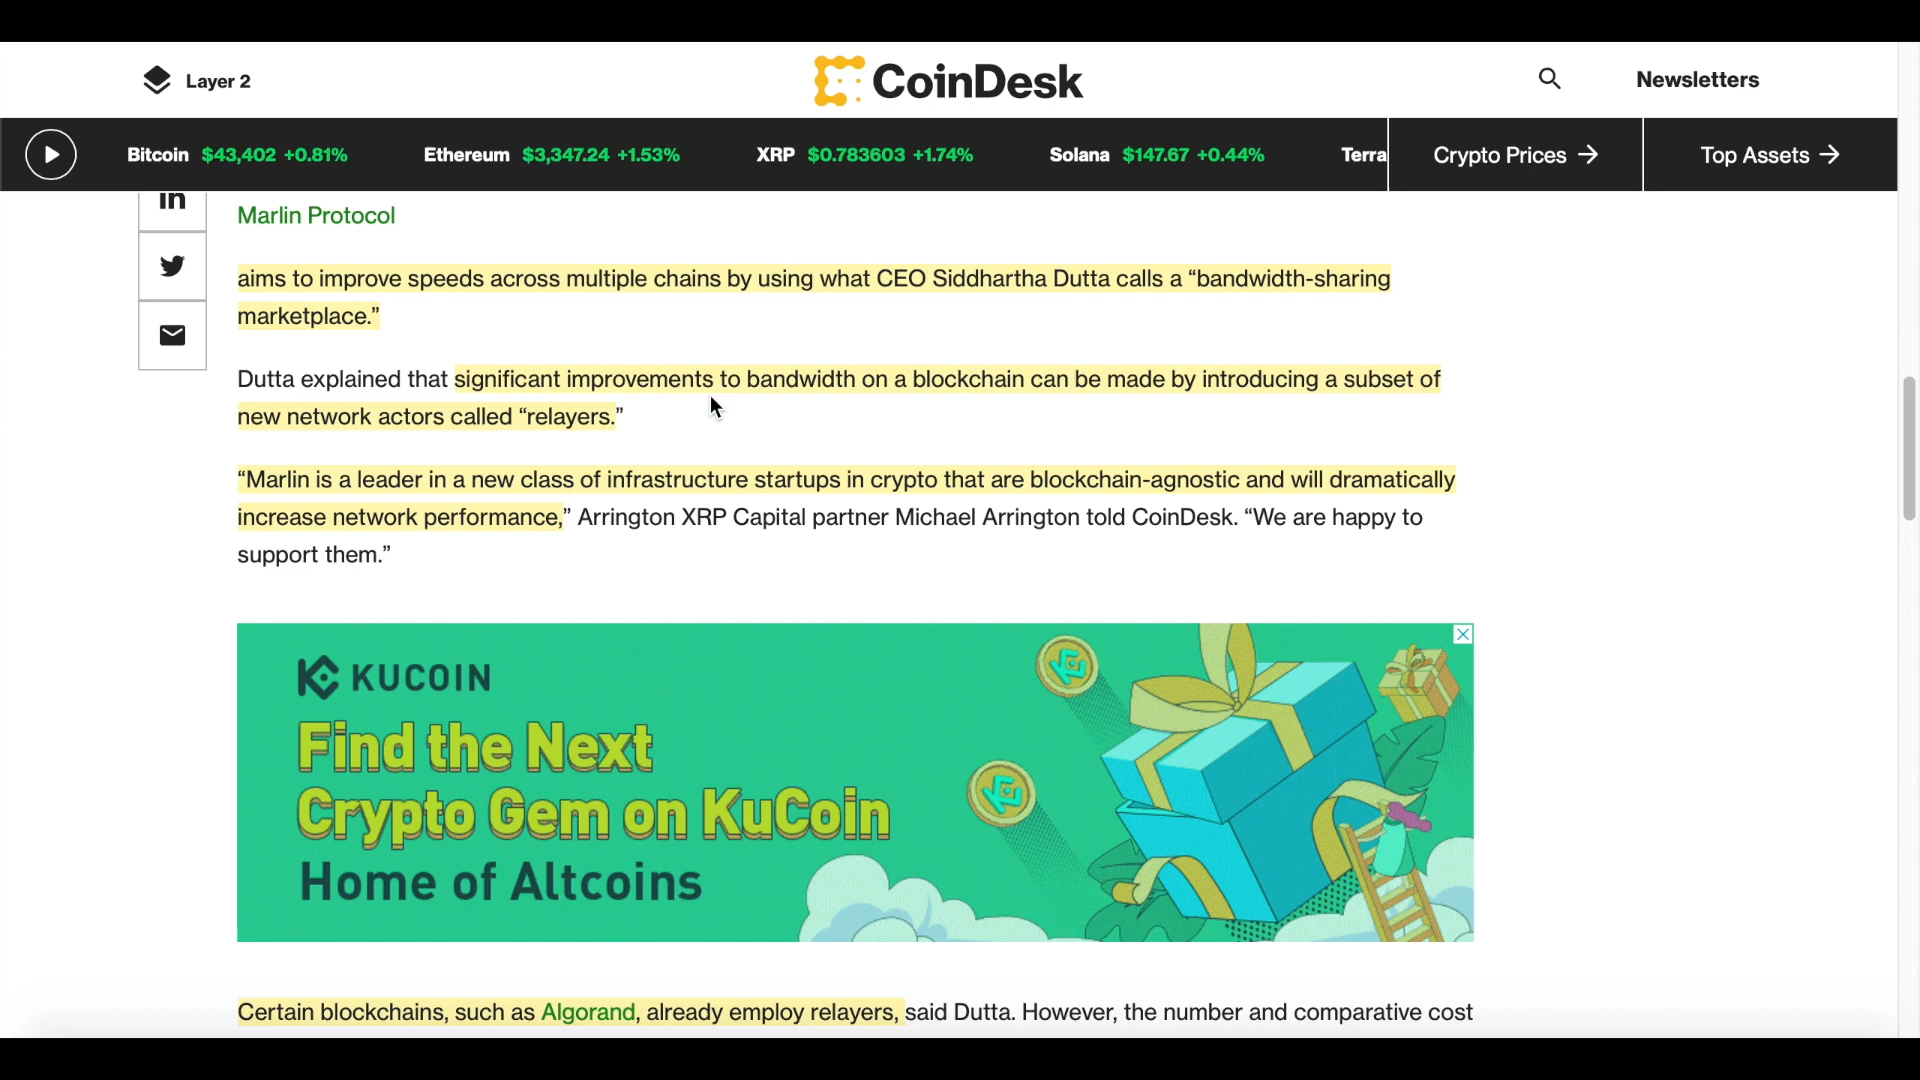 Layer 2
CoinDesk
Newsletters
Bitcoin $43,402 +0.81%
Ethereum $3,347.24 +1.53%
XRP $0.783603 +1.74%
Solana $147.67 +0.44%
Terra
Crypto Prices →
Top Assets →
in
Marlin Protocol
aims to improve speeds across multiple chains by using what CEO Siddhartha Dutta calls a “bandwidth-sharing
marketplace.”
Dutta explained that significant improvements to bandwidth on a blockchain can be made by introducing a subset of
new network actors called “relayers.”
“Marlin is a leader in a new class of infrastructure startups in crypto that are blockchain-agnostic and will dramatically
increase network performance,” Arrington XRP Capital partner Michael Arrington told CoinDesk. “We are happy to
support them.”
KUCOIN
Find the Next
Crypto Gem on KuCoin
Home of Altcoins
Certain blockchains, such as Algorand, already employ relayers, said Dutta. However, the number and comparative cost